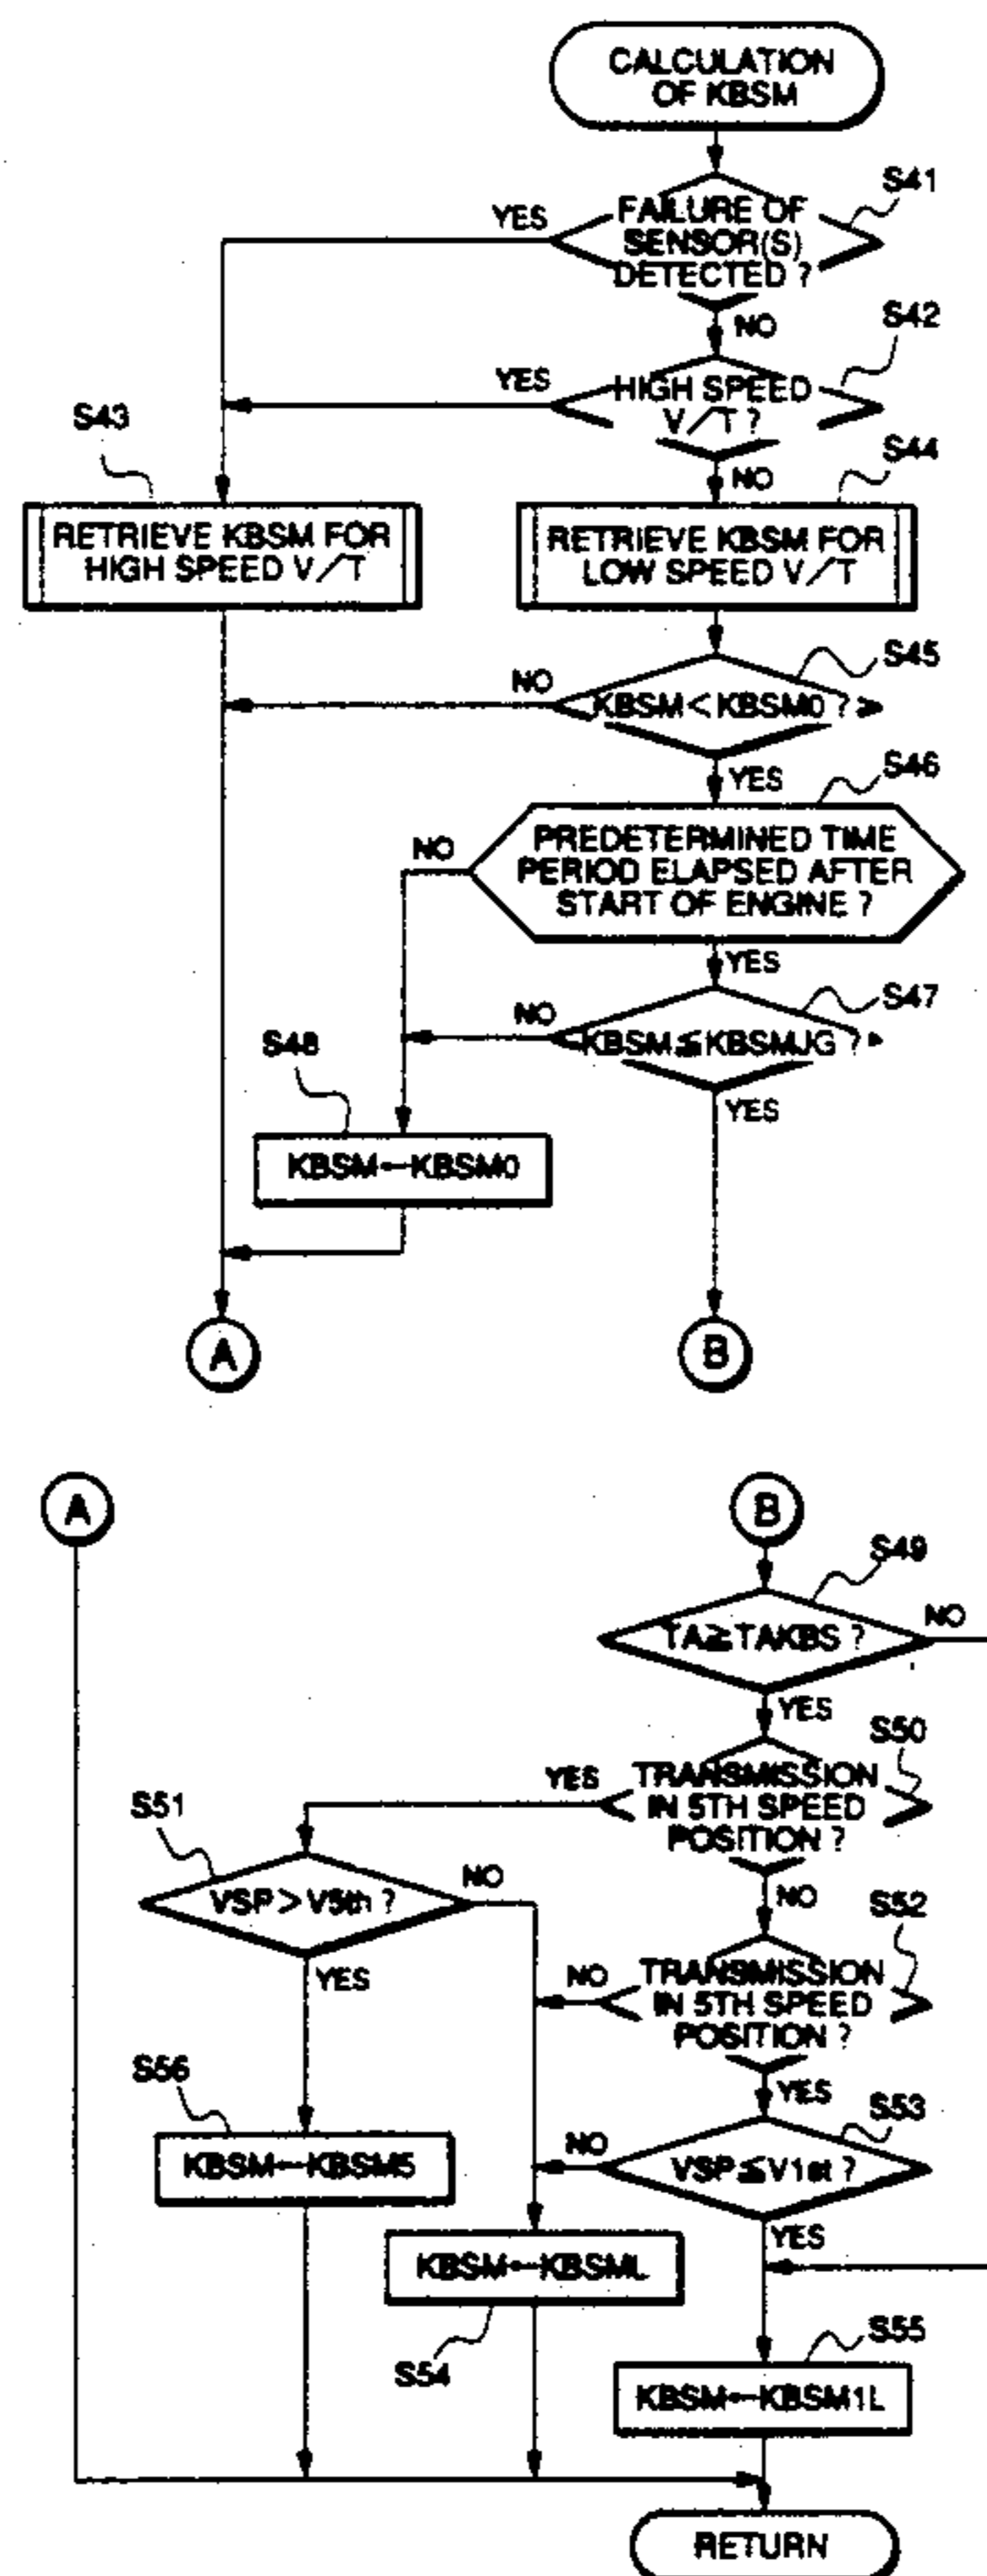 CALCULATION
OF KBSM
S41
YES
FAILURE OF
SENSOR(S)
DETECTED ?
NO
S42
YES
HIGH SPEED
V/T ?
S43
NO
S44
RETRIEVE KBSM FOR
HIGH SPEED V/T
RETRIEVE KBSM FOR
LOW SPEED V/T
S45
NO
KBSM<KBSM0 ?
YES
S46
NO
PREDETERMINED TIME
PERIOD ELAPSED AFTER
START OF ENGINE ?
YES
S47
NO
KBSM≦KBSMJG ?
S48
YES
KBSM←KBSM0
A
B
A
B
S49
TA≧TAKBS ?
NO
YES
S50
YES
TRANSMISSION
IN 5TH SPEED
POSITION ?
S51
NO
VSP>V5th ?
NO
S52
YES
NO
TRANSMISSION
IN 5TH SPEED
POSITION ?
S56
YES
S53
KBSM←KBSM5
NO
VSP≦V1st ?
YES
KBSM←KBSML
S54
S55
KBSM←KBSM1L
RETURN